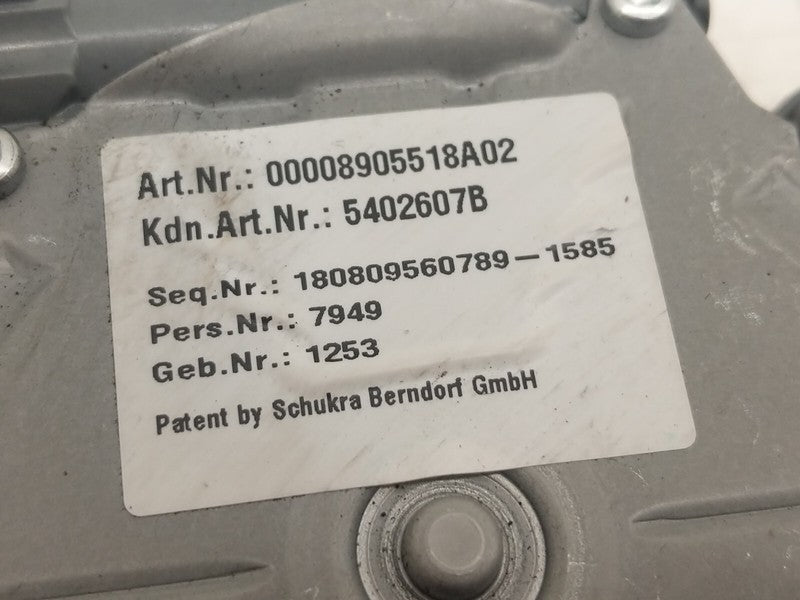 Art.Nr.: 00008905518A02
Kdn.Art.Nr.: 5402607B
Seq.Nr.: 180809560789-1585
Pers.Nr.: 7949
Geb.Nr.: 1253
Patent by Schukra Berndorf GmbH